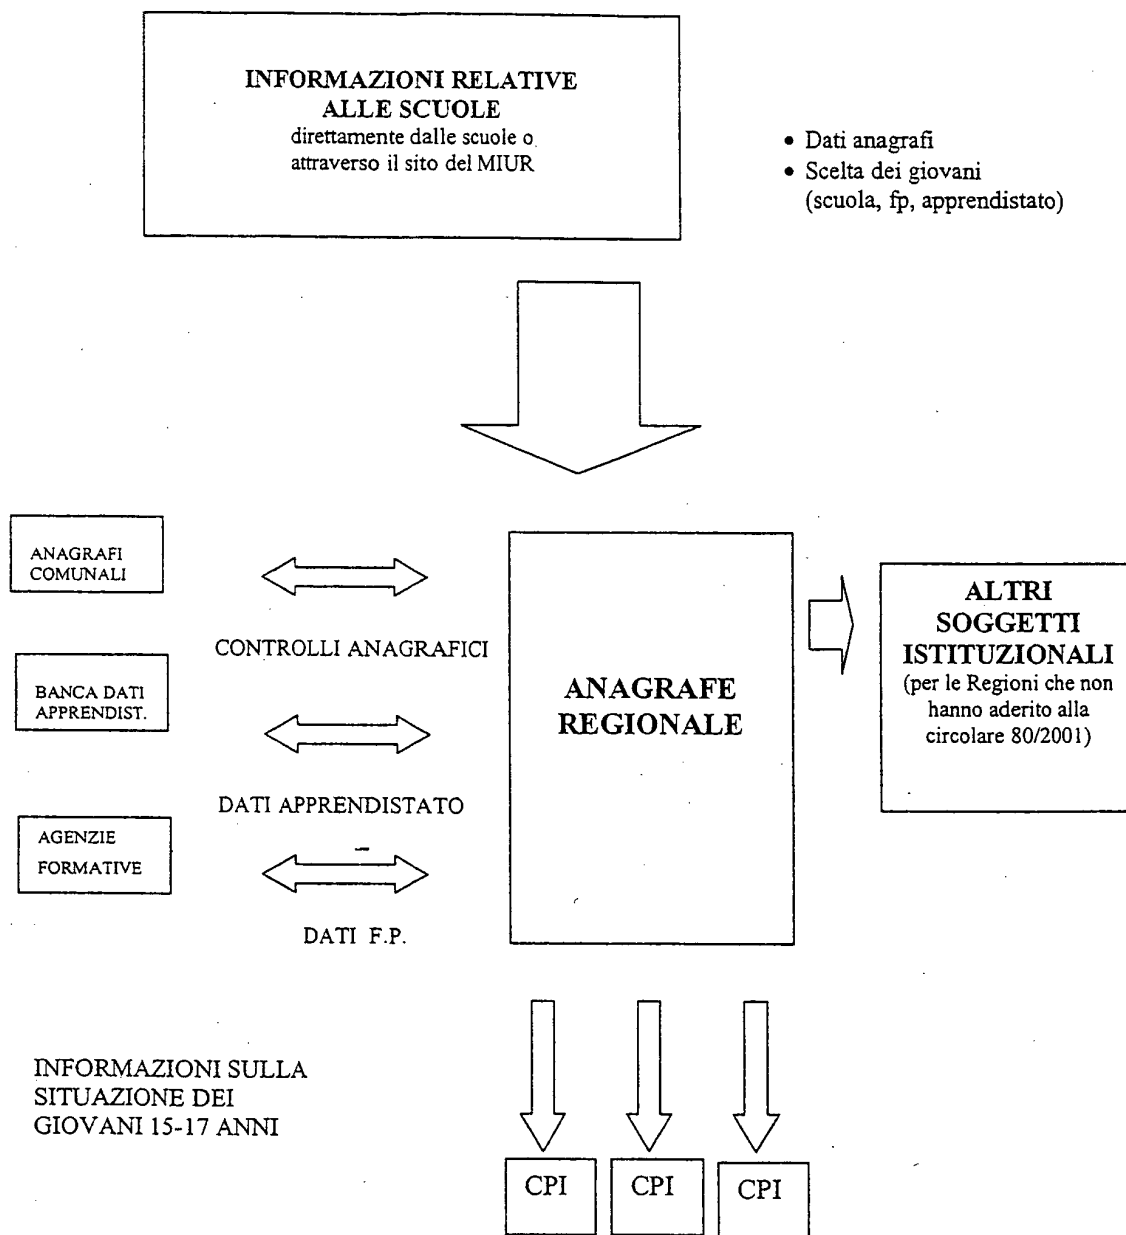 INFORMAZIONI RELATIVE
ALLE SCUOLE
direttamente dalle scuole o
attraverso il sito del MIUR
• Dati anagrafi
• Scelta dei giovani
(scuola, fp, apprendistato)
ANAGRAFI
COMUNALI
CONTROLLI ANAGRAFICI
BANCA DATI
APPRENDIST.
DATI APPRENDISTATO
AGENZIE
FORMATIVE
DATI F.P.
ANAGRAFE
REGIONALE
ALTRI
SOGGETTI
ISTITUZIONALI
(per le Regioni che non
hanno aderito alla
circolare 80/2001)
INFORMAZIONI SULLA
SITUAZIONE DEI
GIOVANI 15-17 ANNI
CPI
CPI
CPI